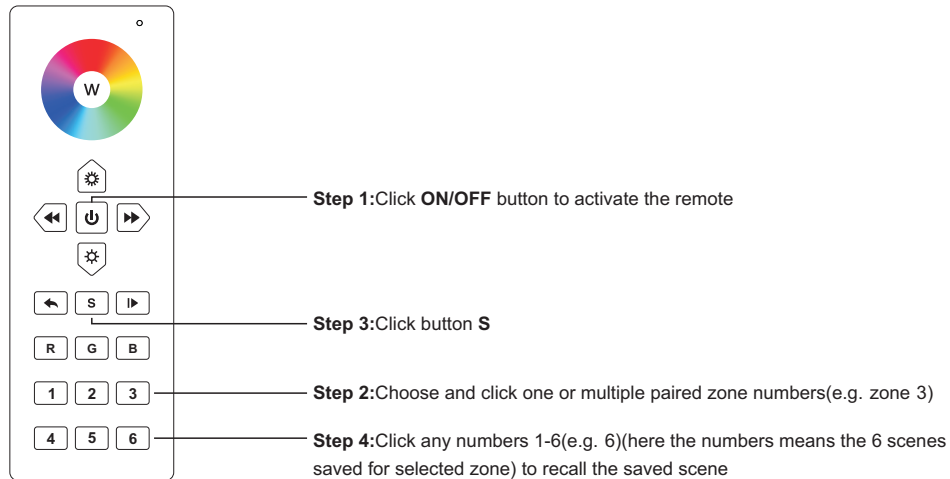 W
Step 1:Click ON/OFF button to activate the remote
S
Step 3:Click button S
R G B
1 2 3
Step 2:Choose and click one or multiple paired zone numbers(e.g. zone 3)
4 5 6
Step 4:Click any numbers 1-6(e.g. 6)(here the numbers means the 6 scenes
saved for selected zone) to recall the saved scene